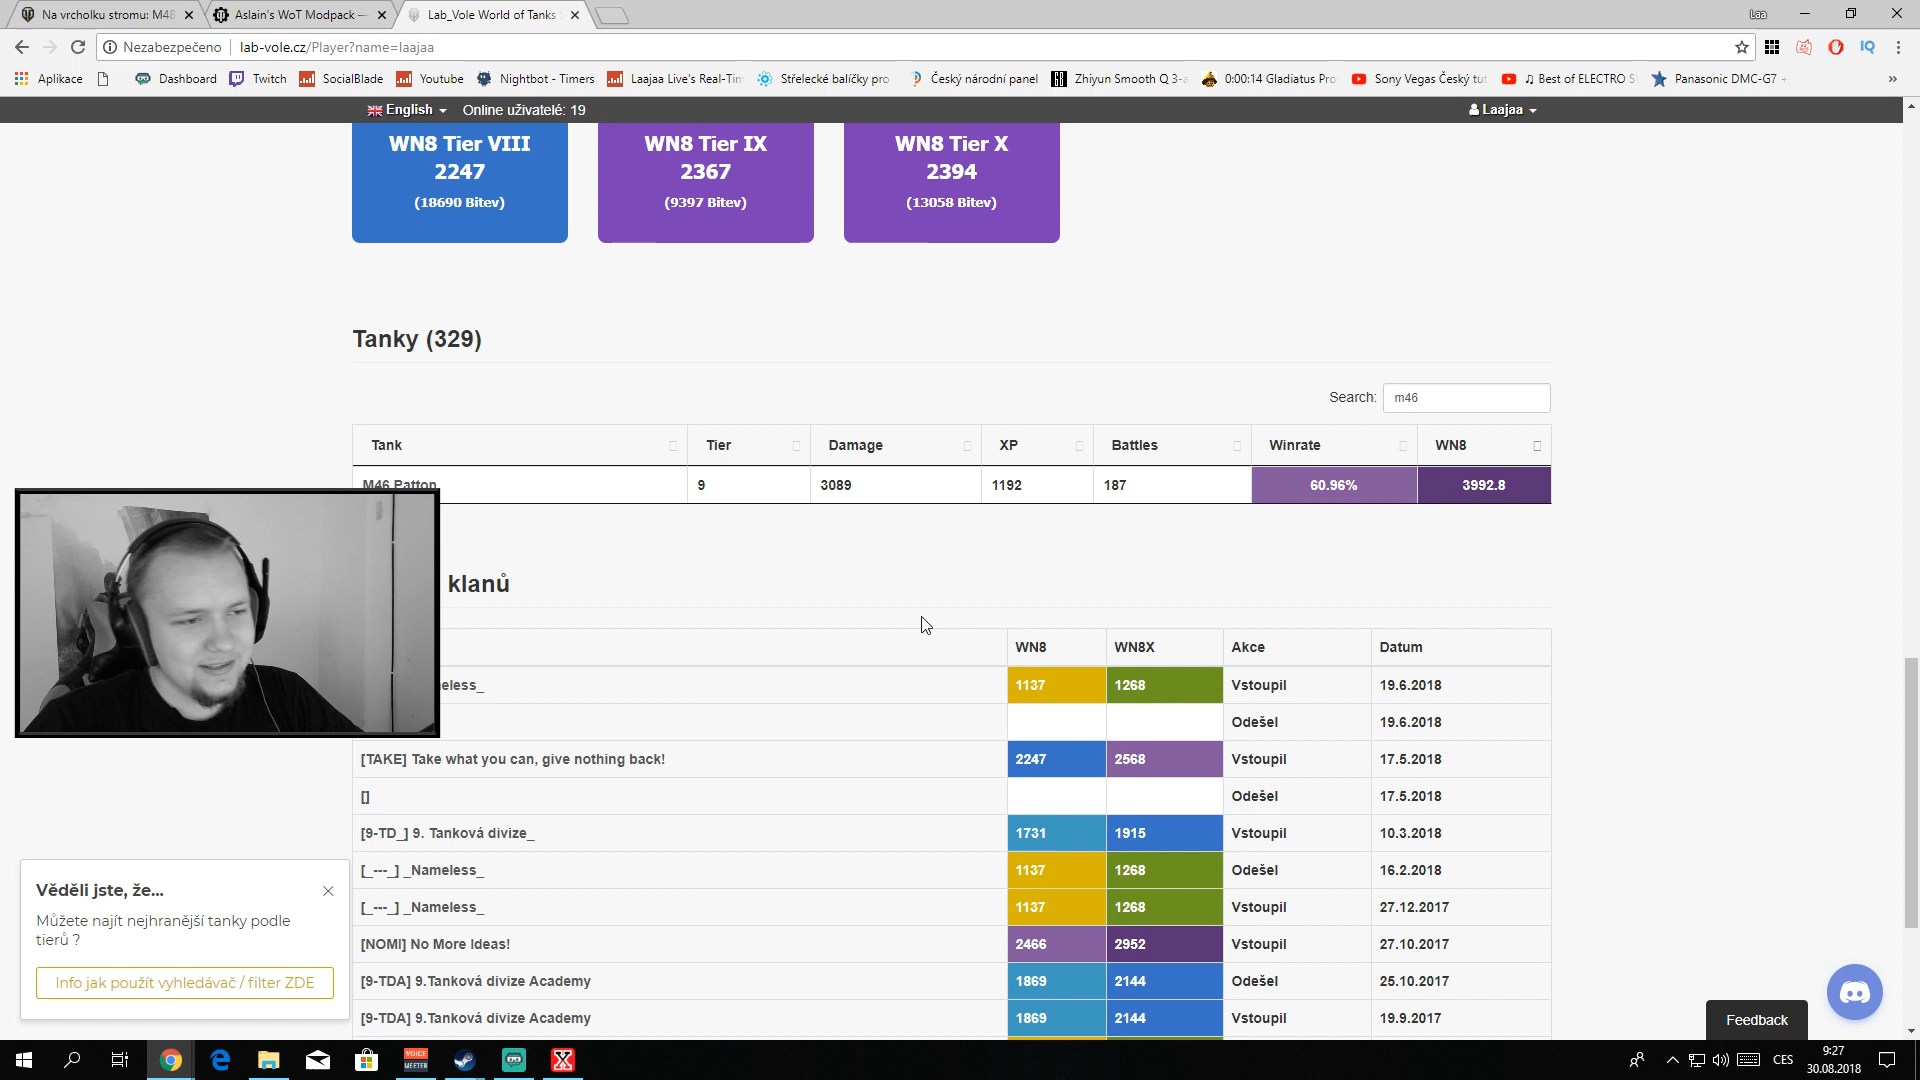 Na vrcholku stromu: M48
Aslain's WoT Modpack —
Lab_Vole World of Tanks
Laa
Nezabezpečeno
lab-vole.cz/Player?name=laajaa
IQ
Aplikace
Dashboard
Twitch
SocialBlade
Youtube
Nightbot - Timers
Laajaa Live's Real-Tim
Střelecké balíčky pro
Český národní panel
Zhiyun Smooth Q 3-a
0:00:14 Gladiatus Pro
Sony Vegas Český tut
♫ Best of ELECTRO S
Panasonic DMC-G7 -
»
English
Online uživatelé: 19
Laajaa
WN8 Tier VIII
2247
(18690 Bitev)
WN8 Tier IX
2367
(9397 Bitev)
WN8 Tier X
2394
(13058 Bitev)
Tanky (329)
Search: m46
Tank Tier Damage XP Battles Winrate WN8
M46 Patton 9 3089 1192 187 60.96% 3992.8
klanů
WN8 WN8X Akce Datum
eless_ 1137 1268 Vstoupil 19.6.2018
Odešel 19.6.2018
[TAKE] Take what you can, give nothing back! 2247 2568 Vstoupil 17.5.2018
[] Odešel 17.5.2018
[9-TD_] 9. Tanková divize_ 1731 1915 Vstoupil 10.3.2018
[_---_] _Nameless_ 1137 1268 Odešel 16.2.2018
[_---_] _Nameless_ 1137 1268 Vstoupil 27.12.2017
[NOMI] No More Ideas! 2466 2952 Vstoupil 27.10.2017
[9-TDA] 9.Tanková divize Academy 1869 2144 Odešel 25.10.2017
[9-TDA] 9.Tanková divize Academy 1869 2144 Vstoupil 19.9.2017
Věděli jste, že...
Můžete najít nejhranější tanky podle
tierů ?
Info jak použít vyhledávač / filter ZDE
Feedback
VOICE
MEETER
CES
9:27
30.08.2018